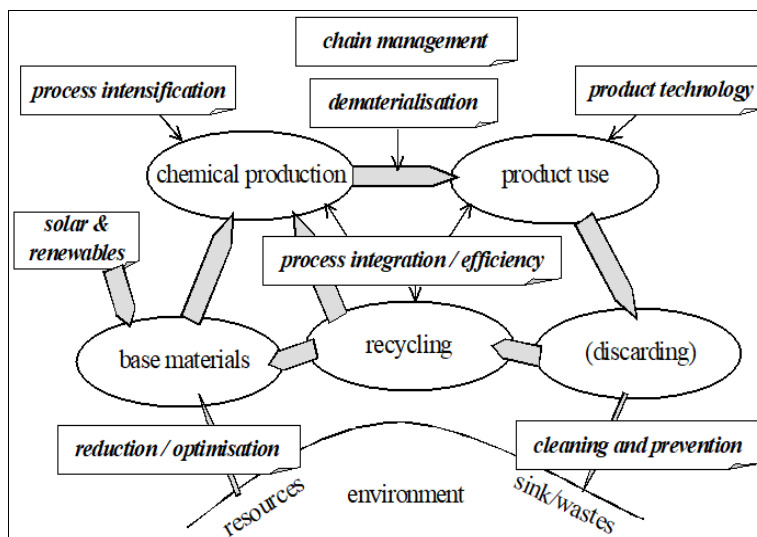 chain management
process intensification
dematerialisation
product technology
chemical production
product use
solar &
renewables
process integration / efficiency
base materials
recycling
(discarding)
reduction / optimisation
cleaning and prevention
resources
environment
sink/wastes